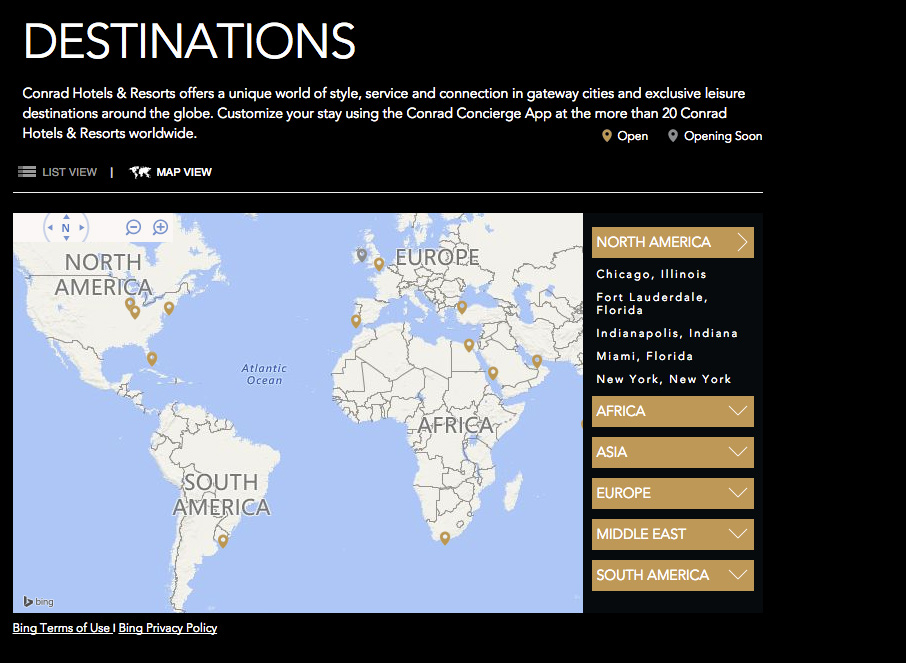 DESTINATIONS
Conrad Hotels & Resorts offers a unique world of style, service and connection in gateway cities and exclusive leisure
destinations around the globe. Customize your stay using the Conrad Concierge App at the more than 20 Conrad
Hotels & Resorts worldwide.
Open
Opening Soon
LIST VIEW | MAP VIEW
N
NORTH
AMERICA
EUROPE
Atlantic
Ocean
AFRICA
SOUTH
AMERICA
bing
NORTH AMERICA
Chicago, Illinois
Fort Lauderdale,
Florida
Indianapolis, Indiana
Miami, Florida
New York, New York
AFRICA
ASIA
EUROPE
MIDDLE EAST
SOUTH AMERICA
Bing Terms of Use | Bing Privacy Policy